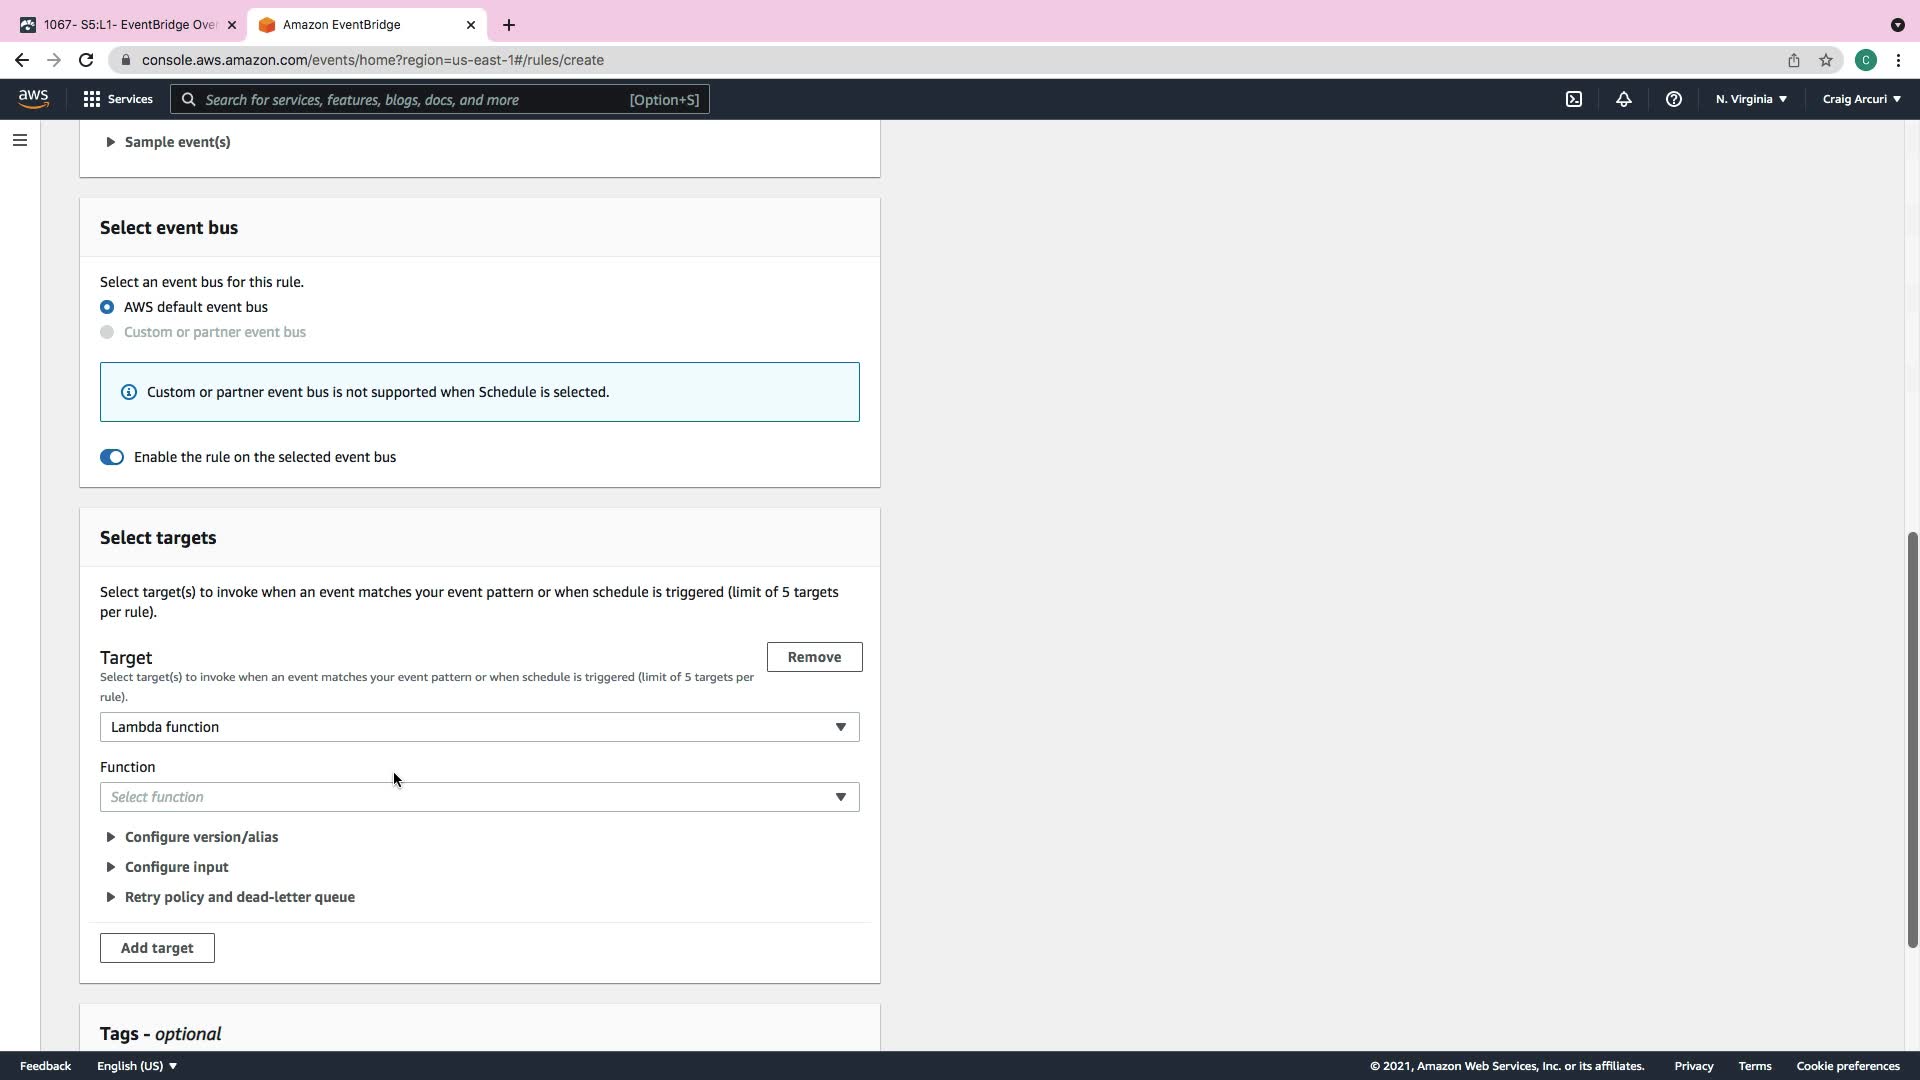 1067- S5:L1- EventBridge Ove
Amazon EventBridge
console.aws.amazon.com/events/home?region=us-east-1#/rules/create
C
aws
Services
Search for services, features, blogs, docs, and more
[Option+S]
N. Virginia
Craig Arcuri
Sample event(s)
Select event bus
Select an event bus for this rule.
AWS default event bus
Custom or partner event bus
Custom or partner event bus is not supported when Schedule is selected.
Enable the rule on the selected event bus
Select targets
Select target(s) to invoke when an event matches your event pattern or when schedule is triggered (limit of 5 targets
per rule).
Target
Remove
Select target(s) to invoke when an event matches your event pattern or when schedule is triggered (limit of 5 targets per
rule).
Lambda function
Function
Select function
Configure version/alias
Configure input
Retry policy and dead-letter queue
Add target
Tags - optional
Feedback
English (US)
© 2021, Amazon Web Services, Inc. or its affiliates.
Privacy
Terms
Cookie preferences